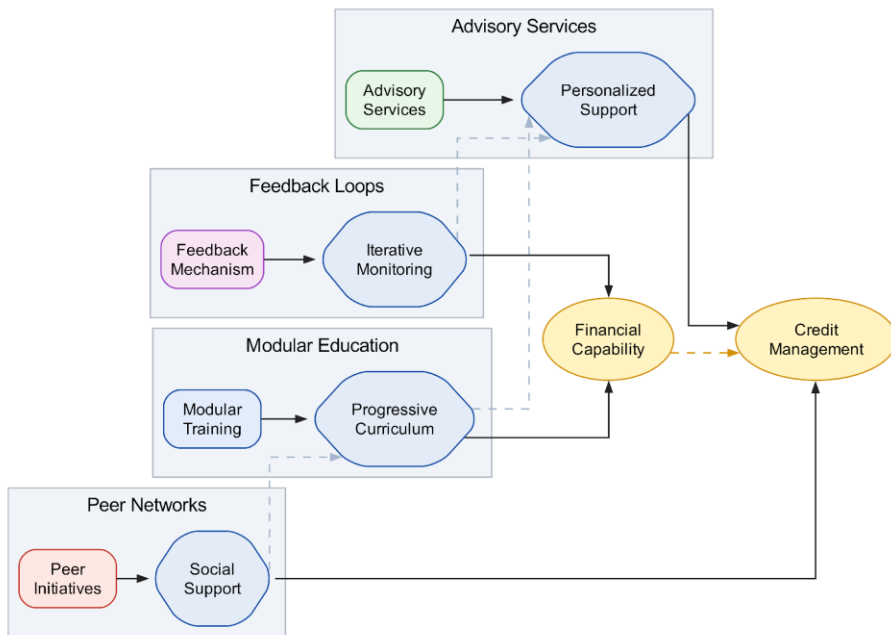 Advisory Services
Advisory
Services
Personalized
Support
Feedback Loops
Feedback
Mechanism
Iterative
Monitoring
Financial
Capability
Credit
Management
Modular Education
Modular
Training
Progressive
Curriculum
Peer Networks
Peer
Initiatives
Social
Support